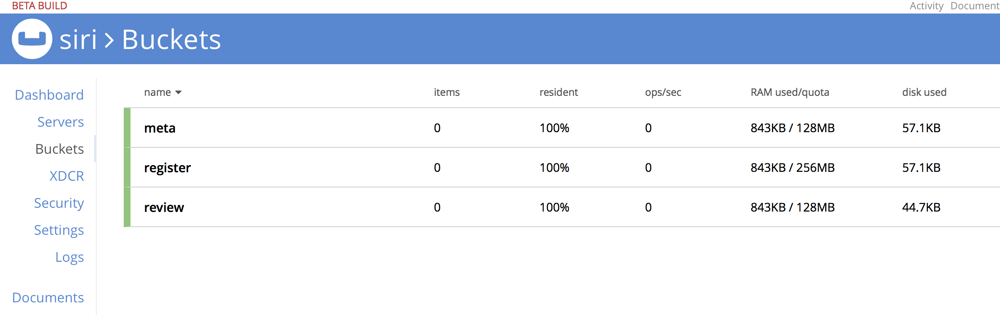 BETA BUILD
Activity Document
siri > Buckets
Dashboard
Servers
Buckets
XDCR
Security
Settings
Logs
Documents
name items resident ops/sec RAM used/quota disk used
meta 0 100% 0 843KB / 128MB 57.1KB
register 0 100% 0 843KB / 256MB 57.1KB
review 0 100% 0 843KB / 128MB 44.7KB